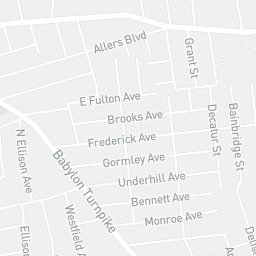 Allers Blvd
Grant St
E Fulton Ave
Brooks Ave
Decatur St
Bainbridge St
Frederick Ave
N Ellison Ave
Babylon Turnpike
Gormley Ave
Underhill Ave
Bennett Ave
Westfield A
Monroe Ave
Elliso